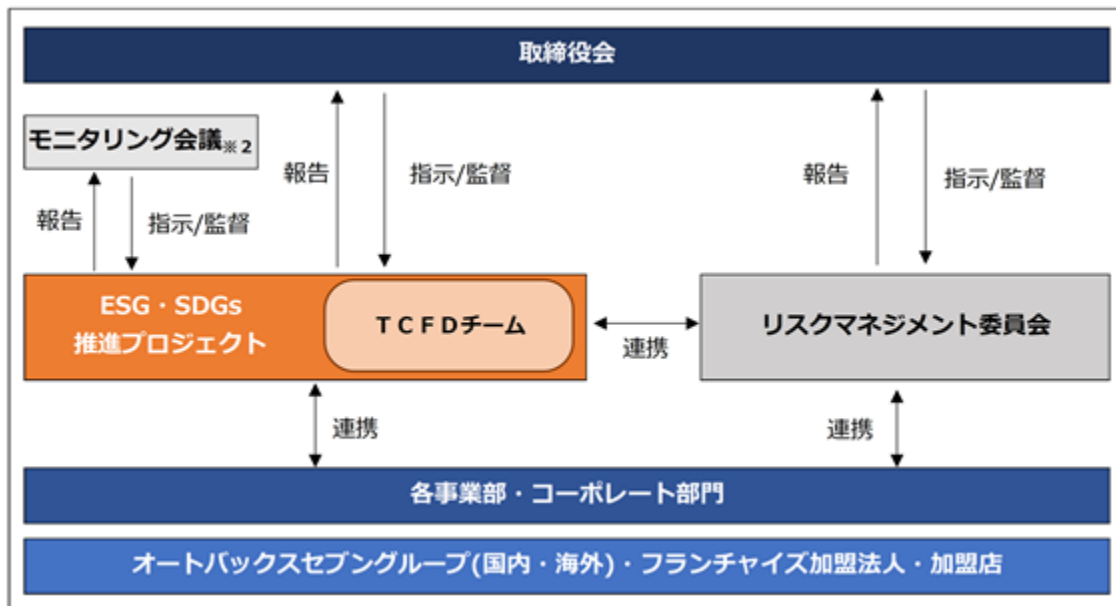 取締役会
モニタリング会議※2
報告
指示/監督
報告
指示/監督
報告
指示/監督
ESG・SDGs
推進プロジェクト
ＴＣＦＤチーム
連携
リスクマネジメント委員会
連携
連携
各事業部・コーポレート部門
オートバックスセブングループ(国内・海外)・フランチャイズ加盟法人・加盟店